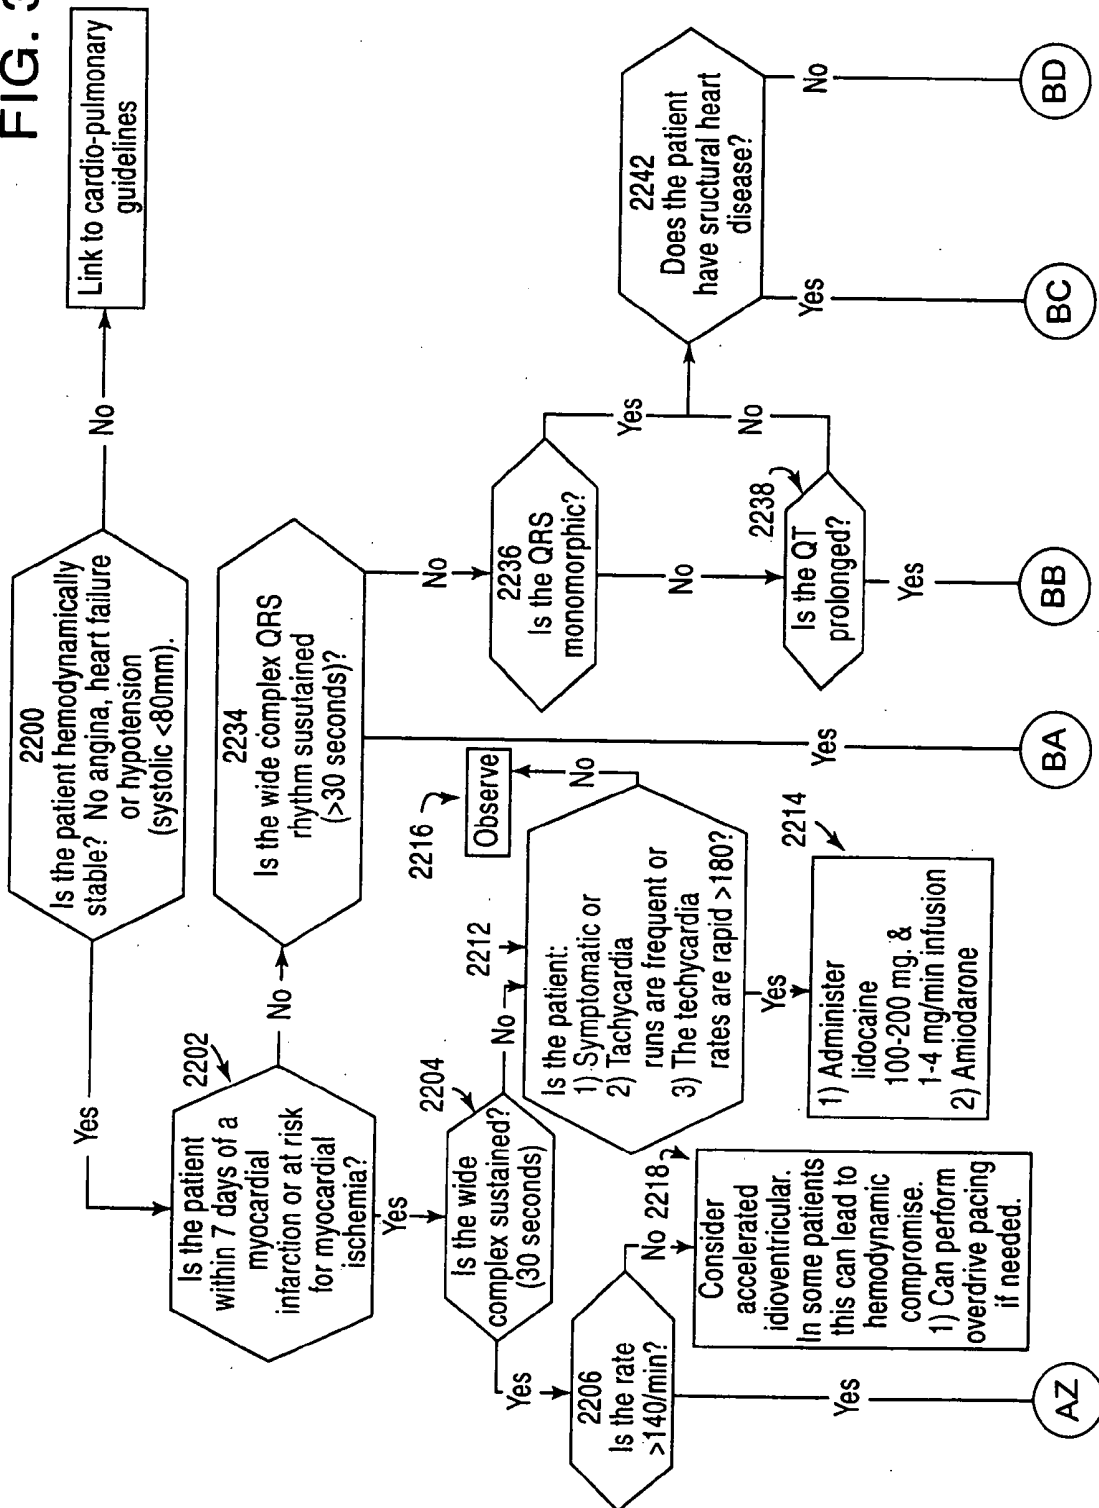 FIG. 3
2200
Is the patient hemodynamically
stable? No angina, heart failure
or hypotension
(systolic <80mm).
No
Link to cardio-pulmonary
guidelines
Yes
2202
Is the patient
within 7 days of a
myocardial
infarction or at risk
for myocardial
ischemia?
No
2234
Is the wide complex QRS
rhythm susutained
(>30 seconds)?
Yes
2204
Is the wide
complex sustained?
(30 seconds)
No
2212
Is the patient:
1) Symptomatic or
2) Tachycardia
runs are frequent or
3) The techycardia
rates are rapid >180?
No
2216
Observe
Yes
2214
1) Administer
lidocaine
100-200 mg. &
1-4 mg/min infusion
2) Amiodarone
Yes
2206
Is the rate
>140/min?
No
2218
Consider
accelerated
idioventricular.
In some patients
this can lead to
hemodynamic
compromise.
1) Can perform
overdrive pacing
if needed.
Yes
AZ
Yes
BA
No
2236
Is the QRS
monomorphic?
Yes
No
2238
Is the QT
prolonged?
No
Yes
BB
2242
Does the patient
have sructural heart
disease?
Yes
BC
No
BD